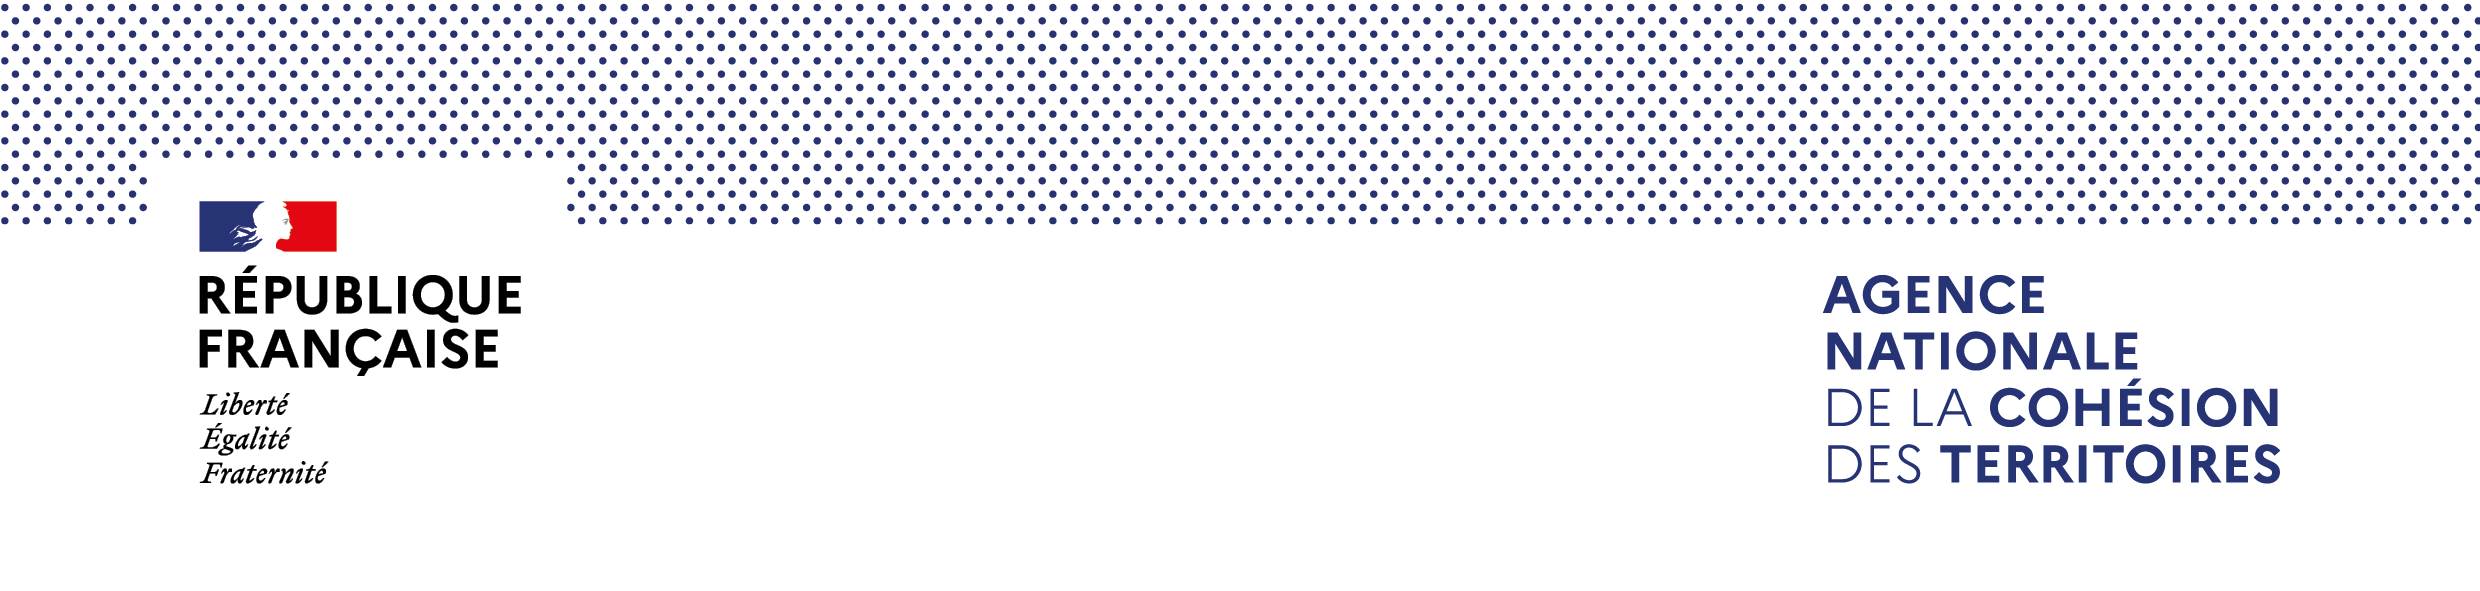 RÉPUBLIQUE
FRANÇAISE
Liberté
Égalité
Fraternité
AGENCE
NATIONALE
DE LA COHÉSION
DES TERRITOIRES